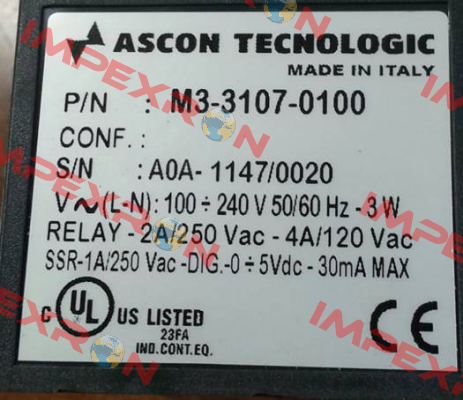 ASCON TECNOLOGIC
MADE IN ITALY
P/N : M3-3107-0100
CONF. :
S/N : A0A- 1147/0020
V∿(L-N): 100 ÷ 240 V 50/60 Hz - 3 W
RELAY - 2A/250 Vac - 4A/120 Vac
SSR-1A/250 Vac -DIG.-0 ÷ 5Vdc - 30mA MAX
C UL US LISTED CE
23FA
IND.CONT.EQ.
IMPEXRON